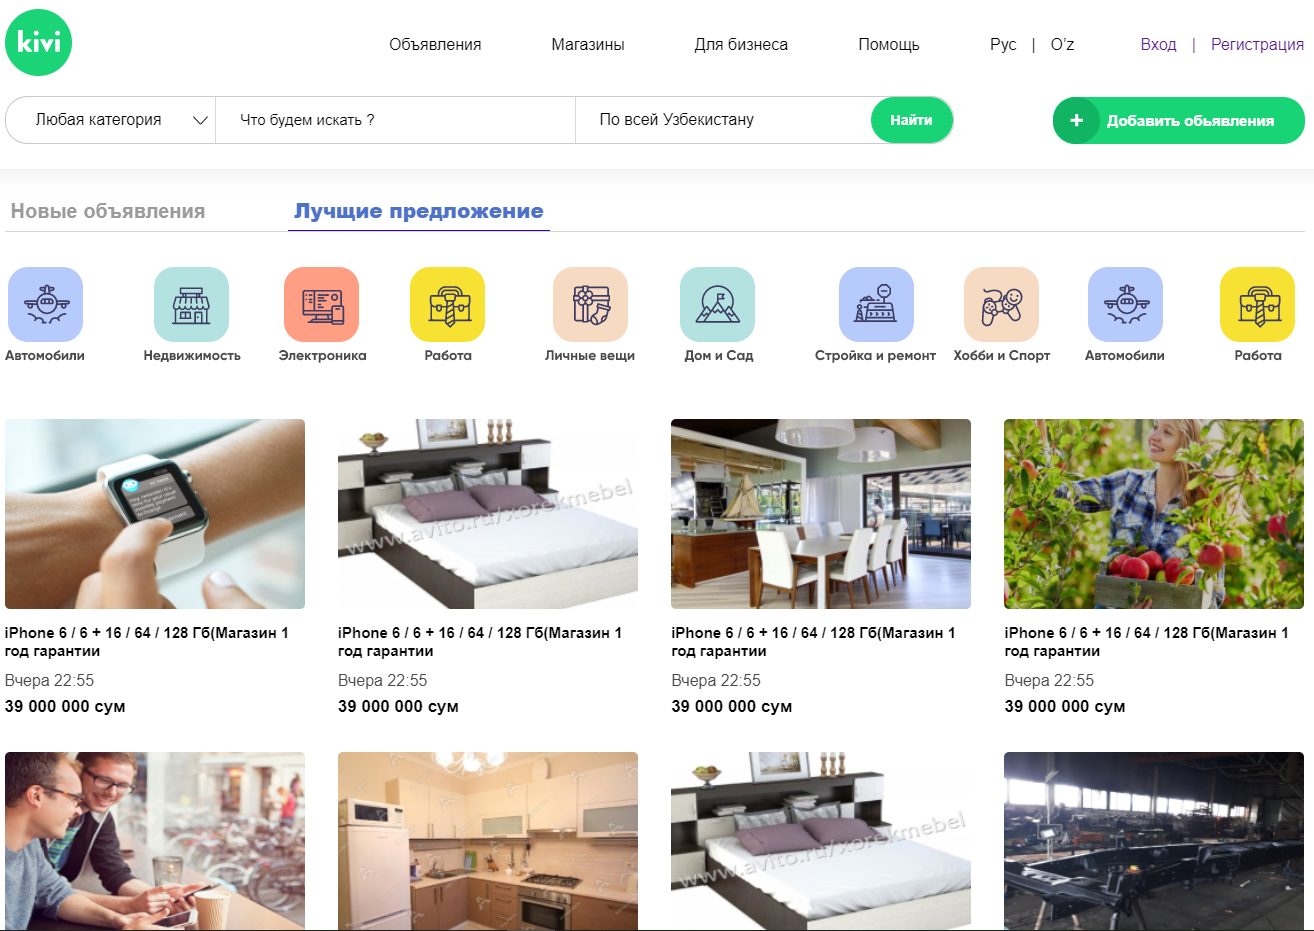 kivi
Объявления
Магазины
Для бизнеса
Помощь
Рус | O'z
Вход | Регистрация
Любая категория
Что будем искать ?
По всей Узбекистану
Найти
+ Добавить обьявления
Новые объявления
Лучщие предложение
Автомобили
Недвижимость
Электроника
Работа
Личные вещи
Дом и Сад
Стройка и ремонт
Хобби и Спорт
Автомобили
Работа
www.avito.ru/xorekmebel
iPhone 6 / 6 + 16 / 64 / 128 Гб(Магазин 1
год гарантии
Вчера 22:55
39 000 000 сум
iPhone 6 / 6 + 16 / 64 / 128 Гб(Магазин 1
год гарантии
Вчера 22:55
39 000 000 сум
iPhone 6 / 6 + 16 / 64 / 128 Гб(Магазин 1
год гарантии
Вчера 22:55
39 000 000 сум
iPhone 6 / 6 + 16 / 64 / 128 Гб(Магазин 1
год гарантии
Вчера 22:55
39 000 000 сум
www.avito.ru/xorekmebel